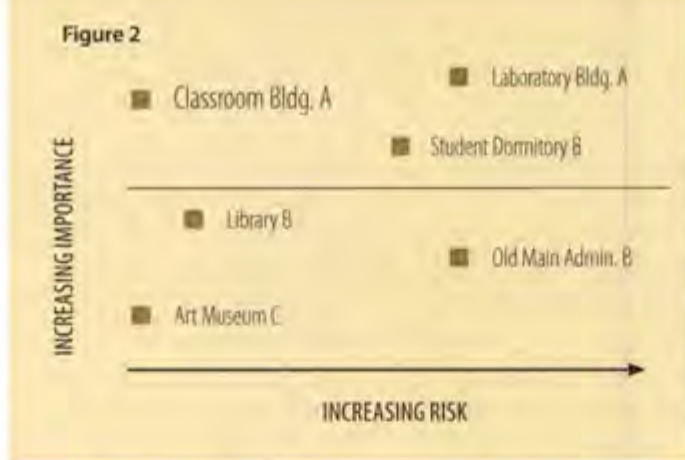 Figure 2
Laboratory Bldg. A
Classroom Bldg. A
Student Dormitory B
INCREASING IMPORTANCE
Library B
Old Main Admin. B
Art Museum C
INCREASING RISK